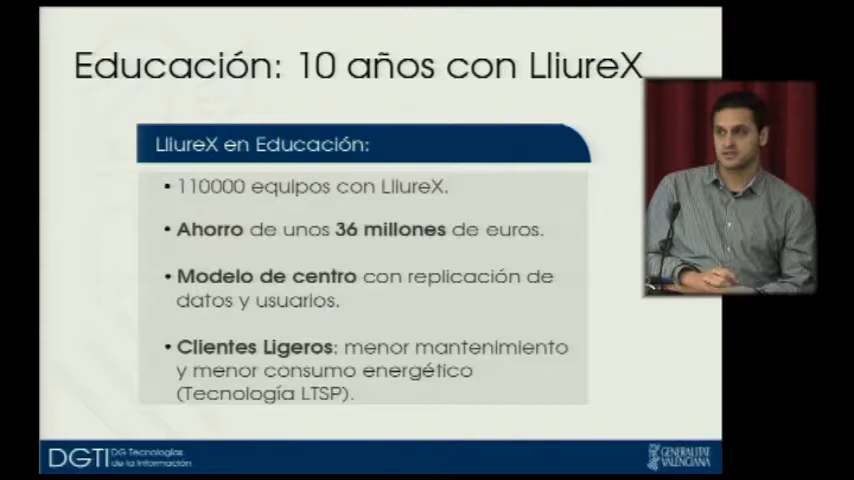 Educación: 10 años con LliureX
LliureX en Educación:
• 110000 equipos con LliureX.
• Ahorro de unos 36 millones de euros.
• Modelo de centro con replicación de
datos y usuarios.
• Clientes Ligeros: menor mantenimiento
y menor consumo energético
(Tecnología LTSP).
DGTI DG Tecnologías
de la Información
GENERALITAT
VALENCIANA